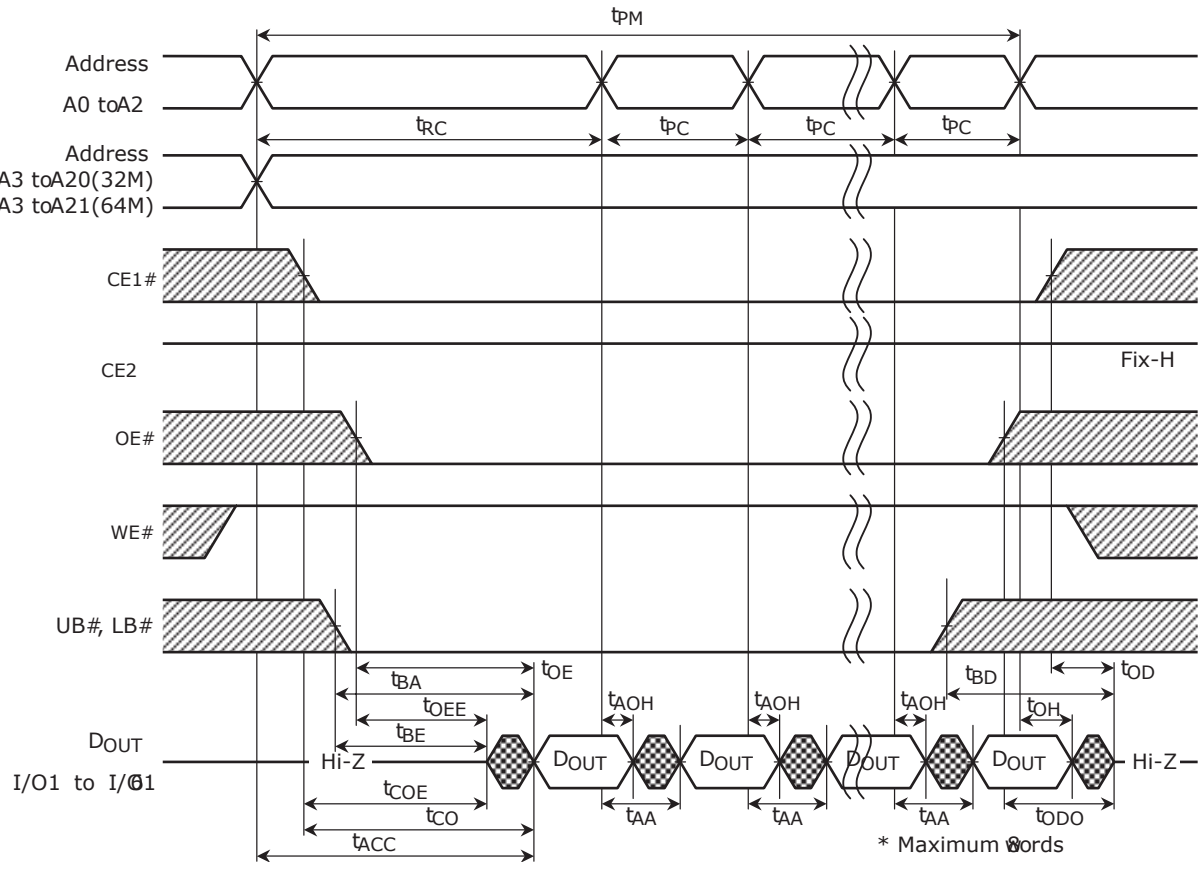 tPM
Address
A0 toA2
tRC
tPC
tPC
tPC
Address
A3 toA20(32M)
A3 toA21(64M)
CE1#
CE2
Fix-H
OE#
WE#
UB#, LB#
tOE
tOD
tBA
tBD
tOEE
tAOH
tAOH
tAOH
tOH
tBE
DOUT
Hi-Z
DOUT
DOUT
DOUT
DOUT
Hi-Z
I/O1 to I/O
tCOE
tAA
tAA
tAA
tODO
tCO
tACC
* Maximum